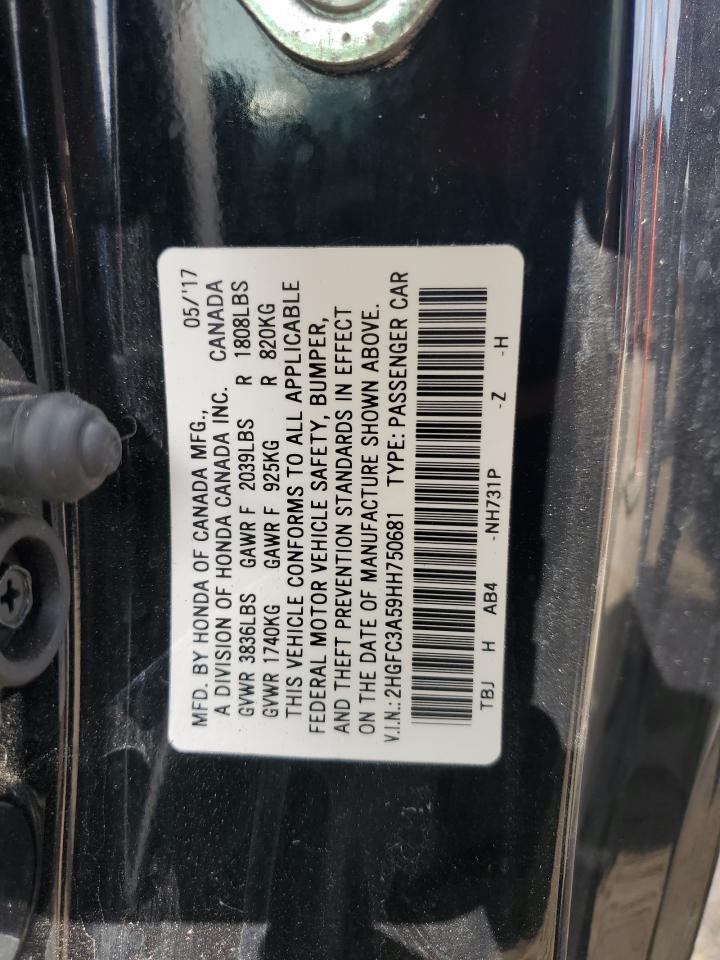 MFD. BY HONDA OF CANADA MFG., 05/'17
A DIVISION OF HONDA CANADA INC. CANADA
GVWR 3836LBS GAWR F 2039LBS R 1808LBS
GVWR 1740KG GAWR F 925KG R 820KG
THIS VEHICLE CONFORMS TO ALL APPLICABLE
FEDERAL MOTOR VEHICLE SAFETY, BUMPER,
AND THEFT PREVENTION STANDARDS IN EFFECT
ON THE DATE OF MANUFACTURE SHOWN ABOVE.
V.I.N.: 2HGFC3A59HH750681 TYPE: PASSENGER CAR
TBJ H AB4 -NH731P -Z -H